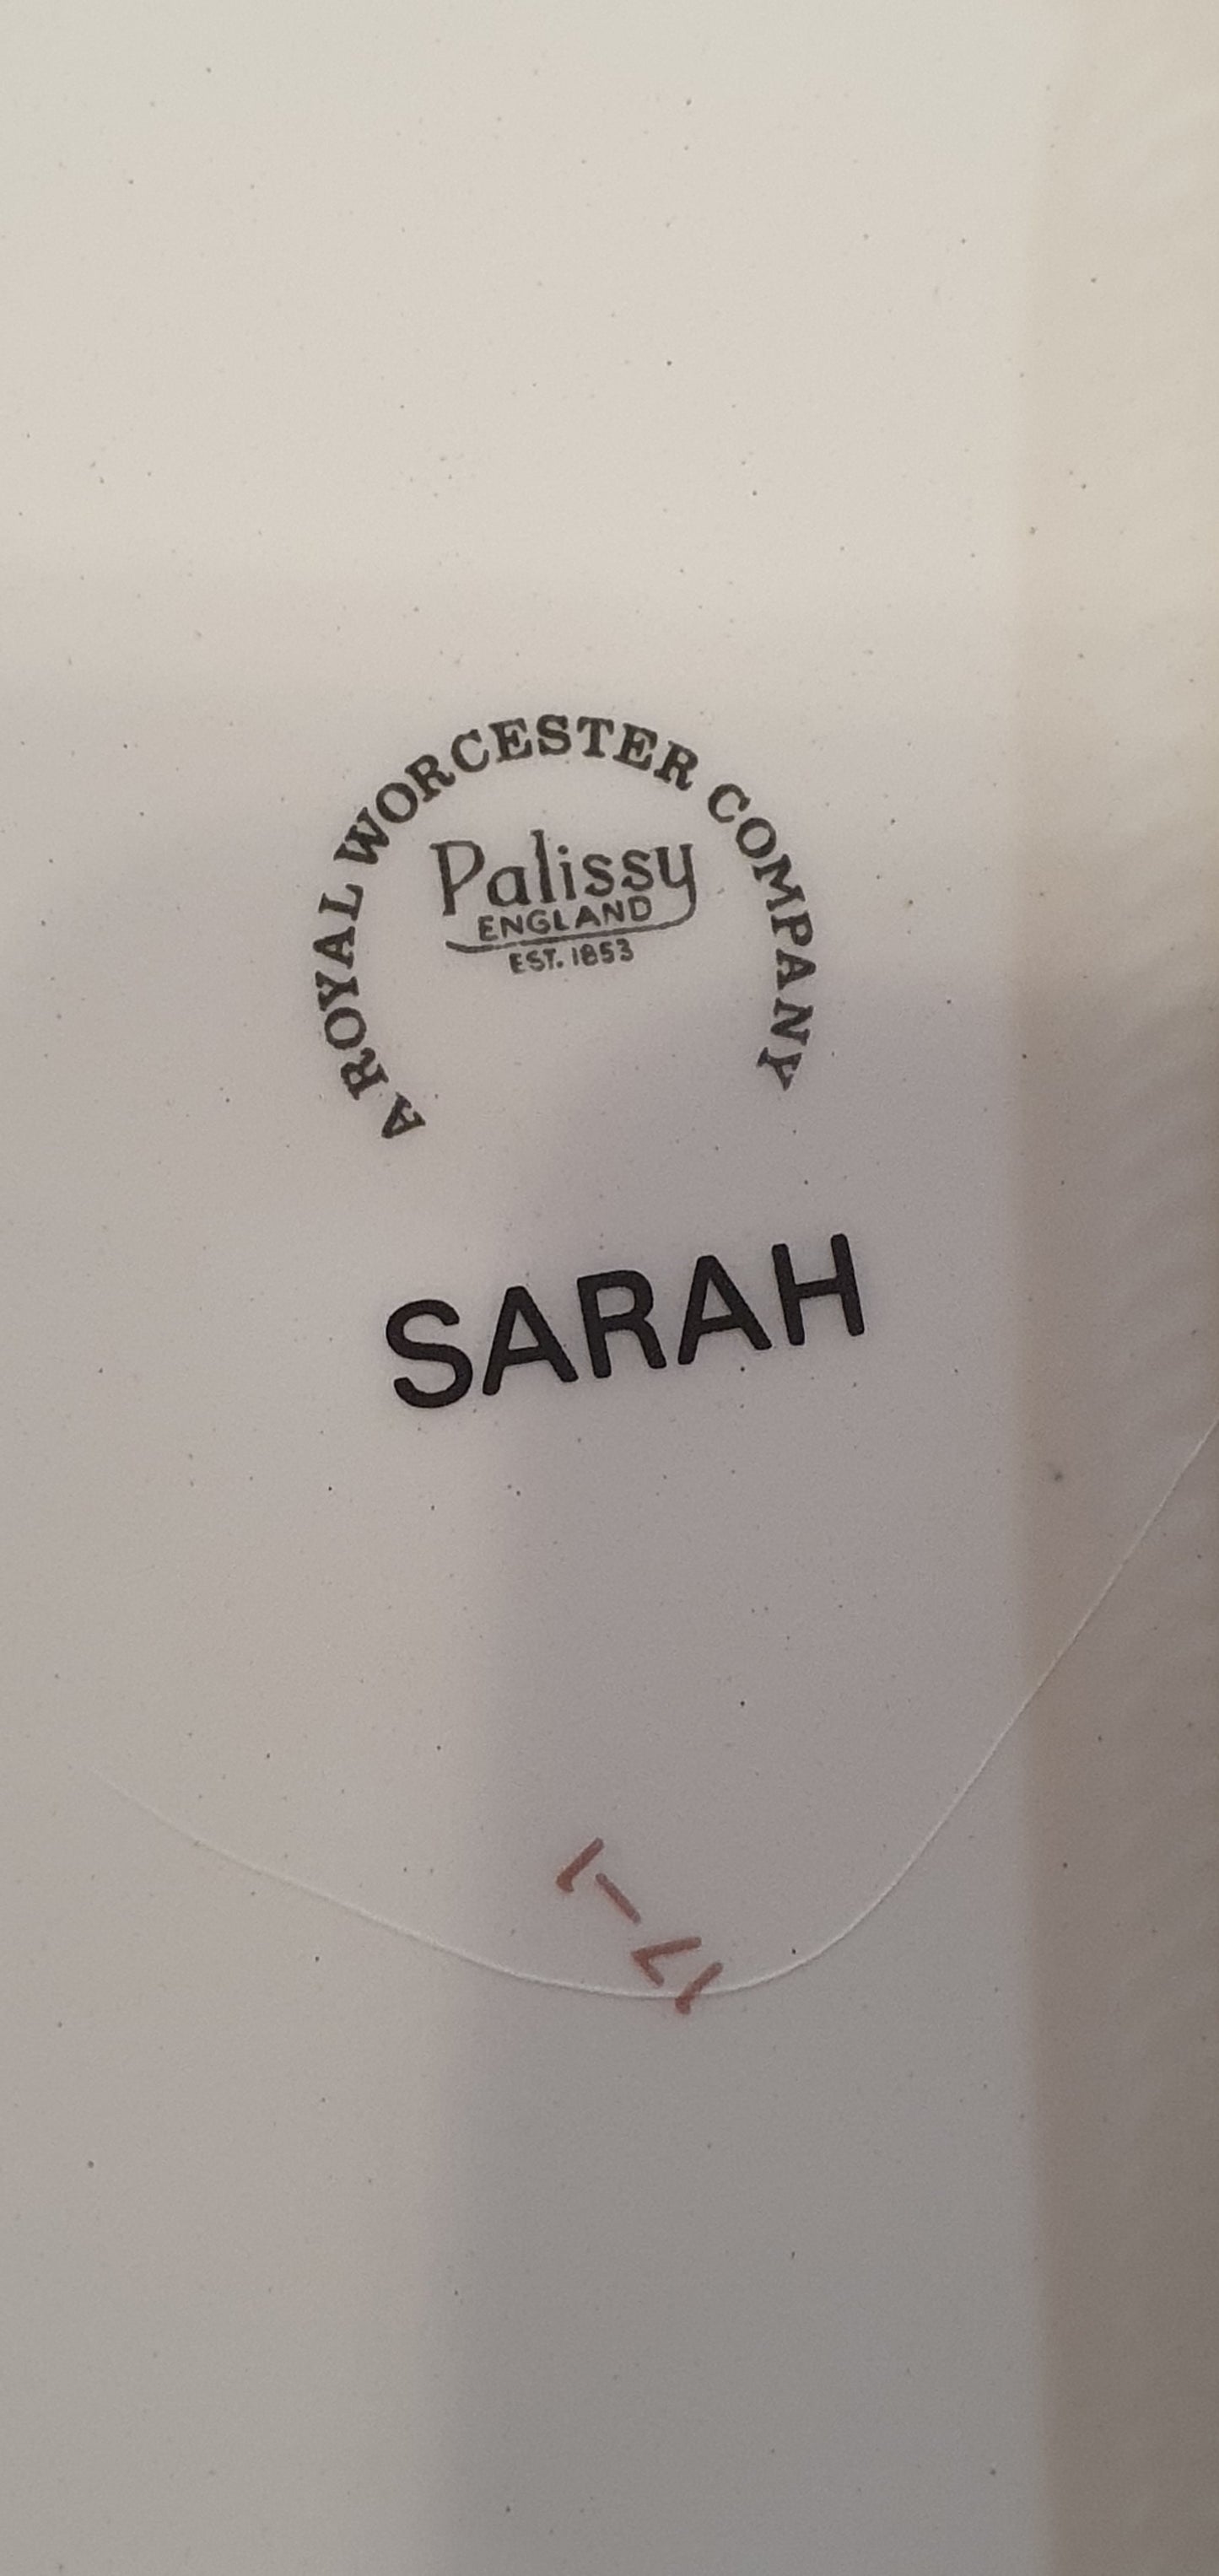 A ROYAL WORCESTER COMPANY
Palissy
ENGLAND
EST. 1853
SARAH